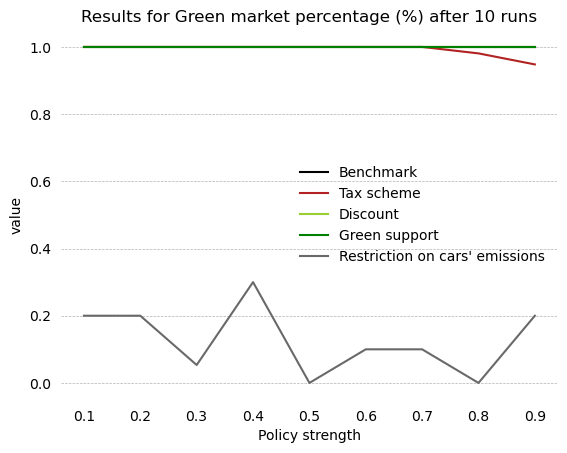 Results for Green market percentage (%) after 10 runs
1.0
0.8
0.6
0.4
0.2
0.0
value
Benchmark
Tax scheme
Discount
Green support
Restriction on cars' emissions
0.1 0.2 0.3 0.4 0.5 0.6 0.7 0.8 0.9
Policy strength